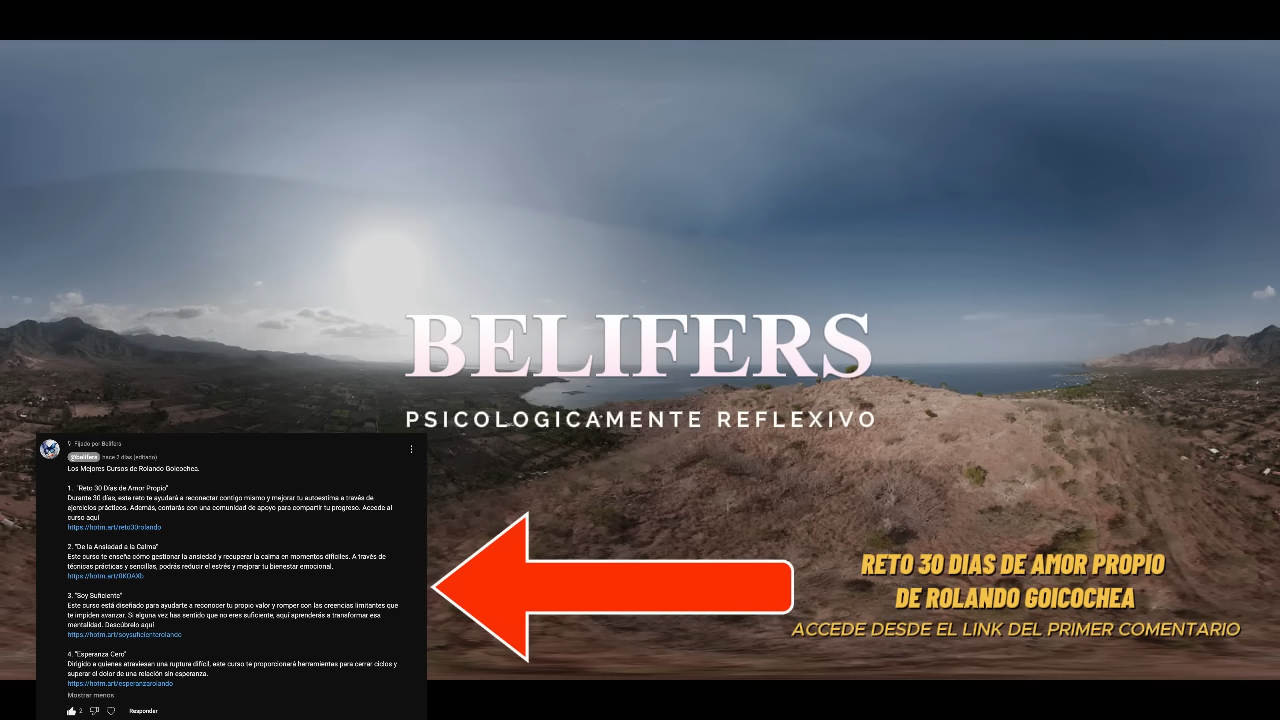 BELIFERS
PSICOLOGICAMENTE REFLEXIVO
Fijado por Belifers
@belifers hace 2 días (editado)
Los Mejores Cursos de Rolando Goicochea.
1. "Reto 30 Días de Amor Propio"
Durante 30 días, este reto te ayudará a reconectar contigo mismo y mejorar tu autoestima a través de
ejercicios prácticos. Además, contarás con una comunidad de apoyo para compartir tu progreso. Accede al
curso aquí
https://hotm.art/reto30rolando
2. "De la Ansiedad a la Calma"
Este curso te enseña cómo gestionar la ansiedad y recuperar la calma en momentos difíciles. A través de
técnicas prácticas y sencillas, podrás reducir el estrés y mejorar tu bienestar emocional.
3. "Soy Suficiente"
Este curso está diseñado para ayudarte a reconocer tu propio valor y romper con las creencias limitantes que
te impiden avanzar. Si alguna vez has sentido que no eres suficiente, aquí aprenderás a transformar esa
mentalidad. Descúbrelo aquí
https://hotm.art/soysuficienterolando
4. "Esperanza Cero"
Dirigido a quienes atraviesan una ruptura difícil, este curso te proporcionará herramientas para cerrar ciclos y
superar el dolor de una relación sin esperanza.
https://hotm.art/esperanzarolando
Mostrar menos
2 Responder
RETO 30 DIAS DE AMOR PROPIO
DE ROLANDO GOICOCHEA
ACCEDE DESDE EL LINK DEL PRIMER COMENTARIO